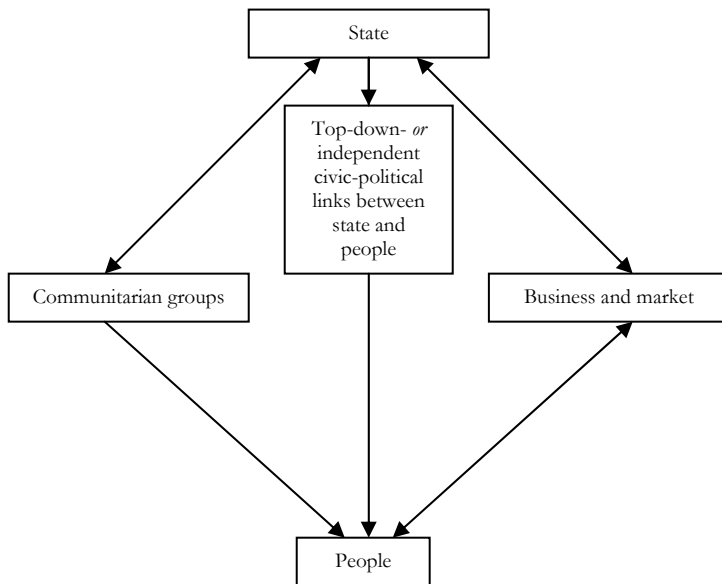 State
Top-down- or
independent
civic-political
links between
state and
people
Communitarian groups
Business and market
People